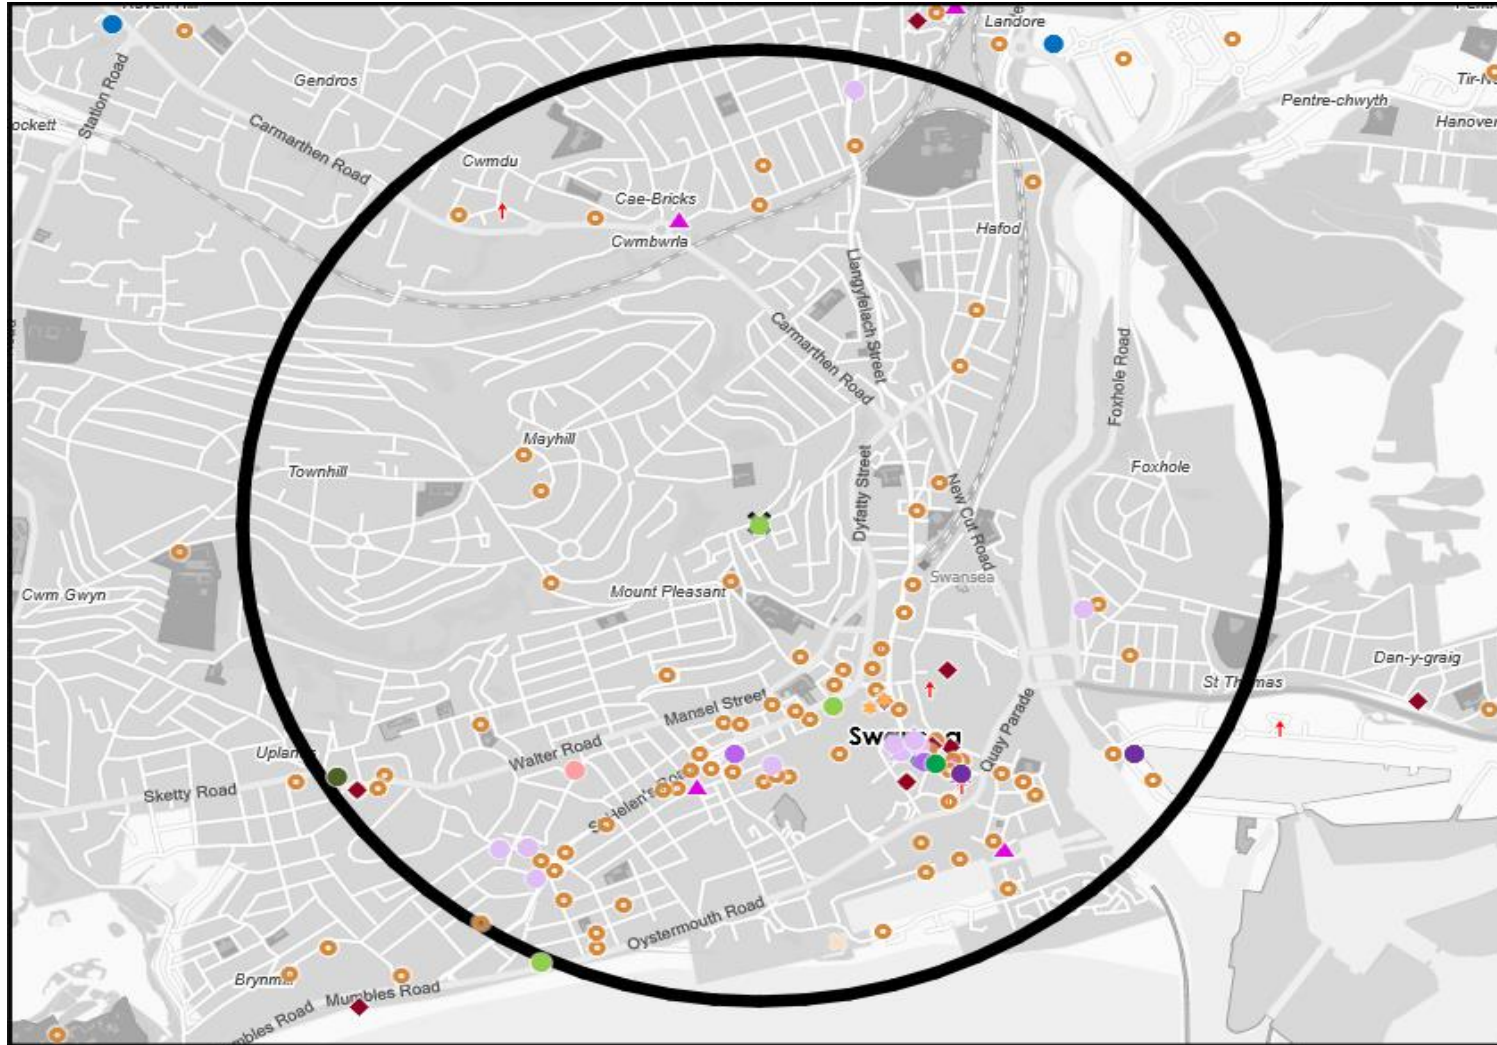 Landore
Gendros
Station Road
Pentre-chwyth
Carmarthen Road
Cwmdu
Cae-Bricks
Cwmbwrla
Hafod
Llangyfelach Street
Carmarthen Road
Foxhole Road
Mayhill
Townhill
Foxhole
Dyfatty Street
New Cut Road
Swansea
Cwm Gwyn
Mount Pleasant
Dan-y-graig
St Thomas
Mansel Street
Quay Parade
Walter Road
Sketty Road
Oystermouth Road
Mumbles Road